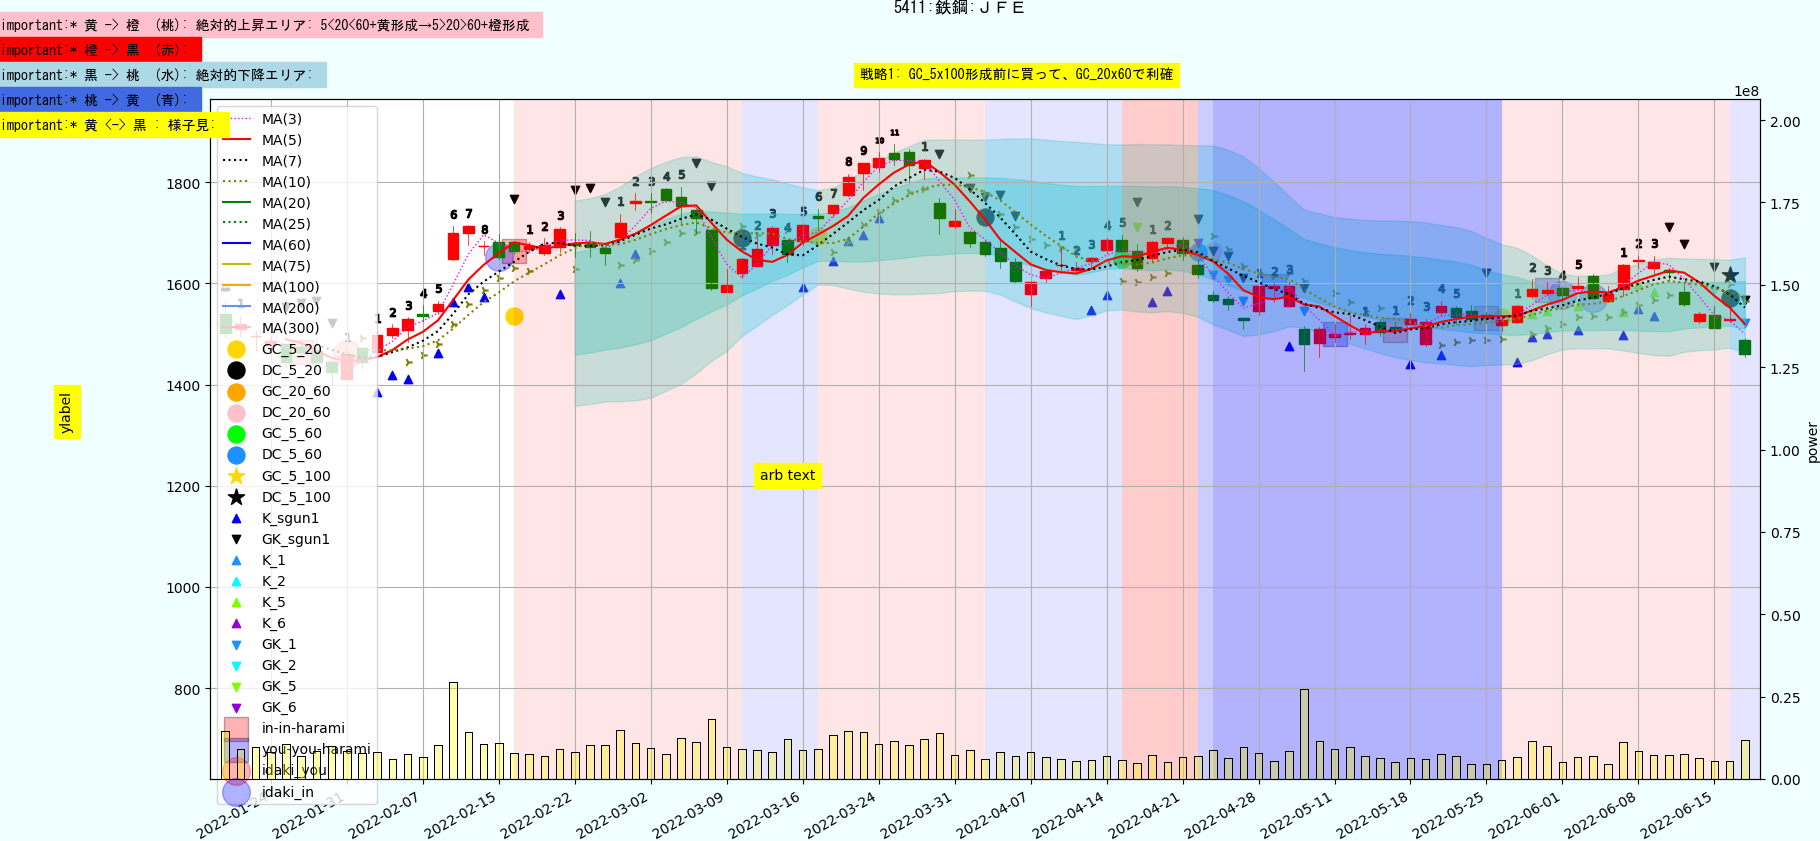 5411:鉄鋼:ＪＦＥ
important:* 黄 -> 橙 （桃）: 絶対的上昇エリア: 5<20<60+黄形成→5>20>60+橙形成
important:* 橙 -> 黒 （赤）:
important:* 黒 -> 桃 （水）: 絶対的下降エリア:
important:* 桃 -> 黄 （青）:
important:* 黄 <-> 黒 : 様子見:
戦略1: GC_5x100形成前に買って、GC_20x60で利確
1e8
MA(3)
MA(5)
MA(7)
MA(10)
MA(20)
MA(25)
MA(60)
MA(75)
MA(100)
MA(200)
MA(300)
GC_5_20
DC_5_20
GC_20_60
DC_20_60
GC_5_60
DC_5_60
GC_5_100
DC_5_100
K_sgun1
GK_sgun1
K_1
K_2
K_5
K_6
GK_1
GK_2
GK_5
GK_6
in-in-harami
you-you-harami
idaki_you
idaki_in
1800
1600
1400
1200
1000
800
ylabel
arb text
2.00
1.75
1.50
1.25
1.00
0.75
0.50
0.25
0.00
power
2022-01-24
2022-01-31
2022-02-07
2022-02-15
2022-02-22
2022-03-02
2022-03-09
2022-03-16
2022-03-24
2022-03-31
2022-04-07
2022-04-14
2022-04-21
2022-04-28
2022-05-11
2022-05-18
2022-05-25
2022-06-01
2022-06-08
2022-06-15